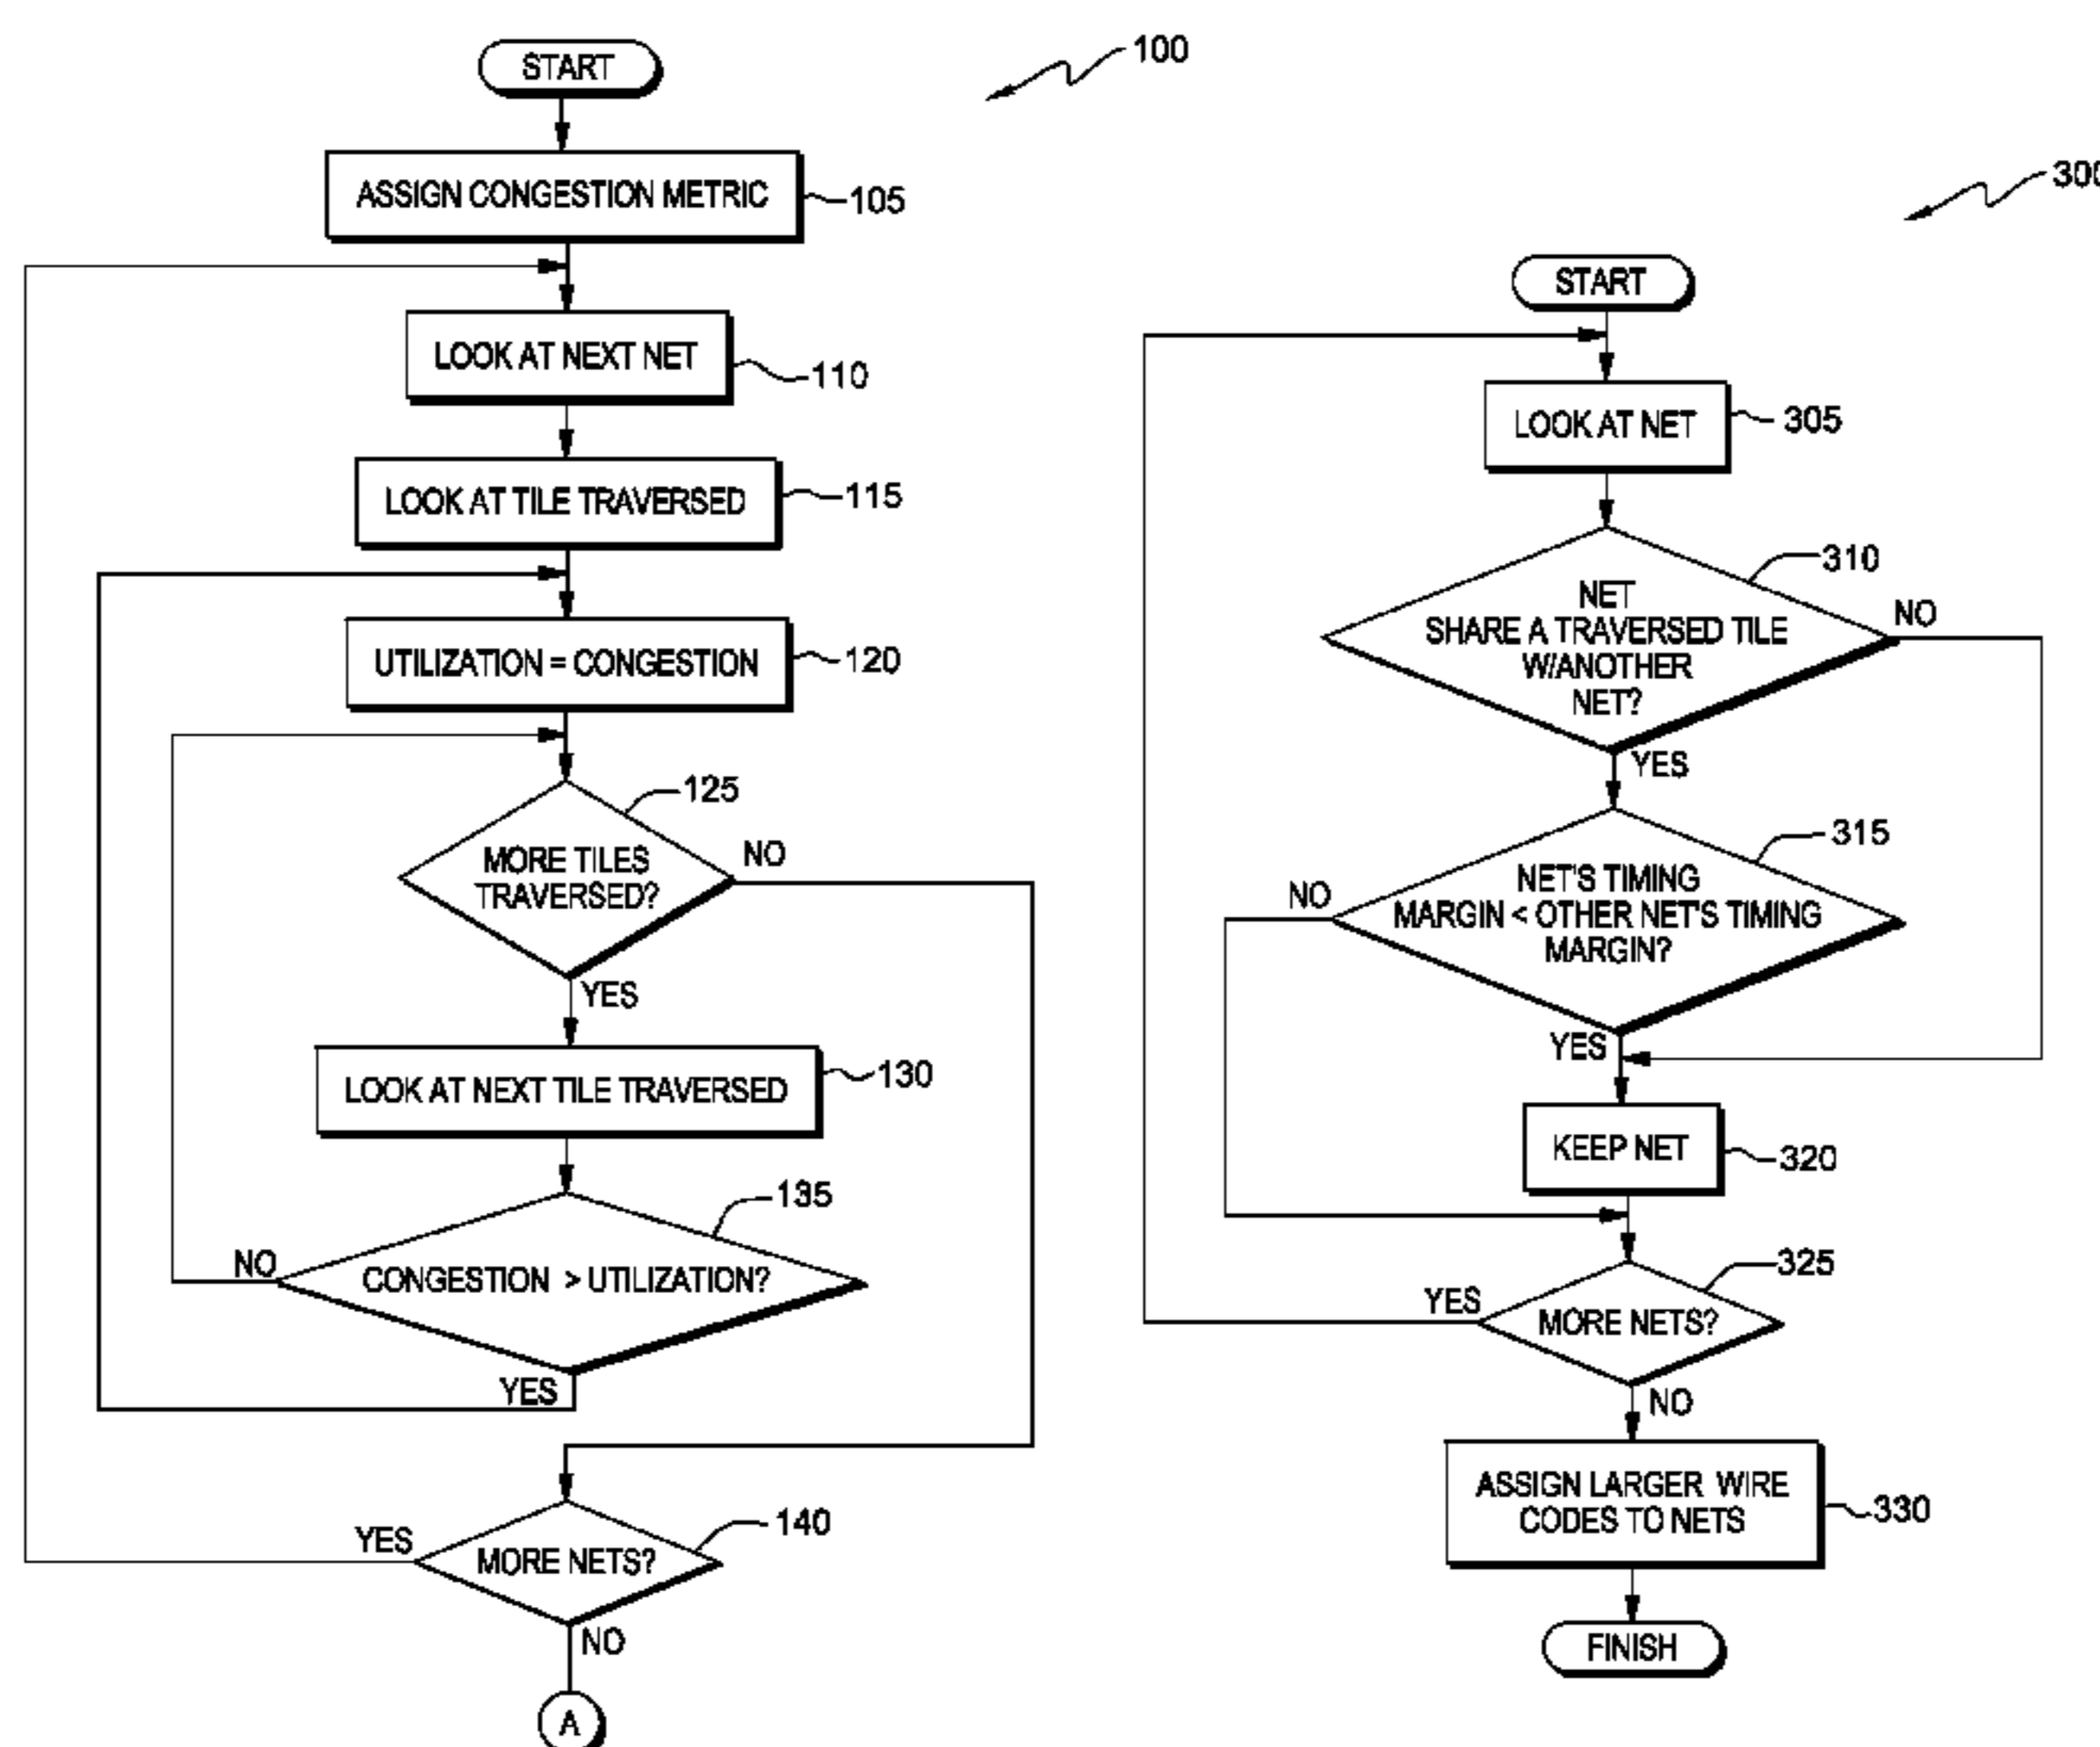 START
100
ASSIGN CONGESTION METRIC
105
LOOK AT NEXT NET
110
LOOK AT TILE TRAVERSED
115
UTILIZATION = CONGESTION
120
125
MORE TILES
TRAVERSED?
NO
YES
LOOK AT NEXT TILE TRAVERSED
130
135
NO
CONGESTION > UTILIZATION?
YES
140
YES
MORE NETS?
NO
A
300
START
LOOK AT NET
305
310
NET
SHARE A TRAVERSED TILE
W/ANOTHER
NET?
NO
YES
315
NO
NET'S TIMING
MARGIN < OTHER NET'S TIMING
MARGIN?
YES
KEEP NET
320
325
YES
MORE NETS?
NO
ASSIGN LARGER WIRE
CODES TO NETS
330
FINISH